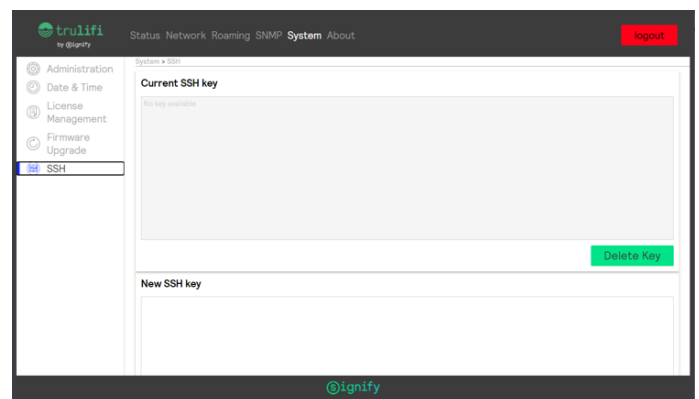 trulifi
by Signify
Status Network Roaming SNMP System About
logout
System > SSH
Administration
Date & Time
License
Management
Firmware
Upgrade
SSH
Current SSH key
No key available
Delete Key
New SSH key
Signify